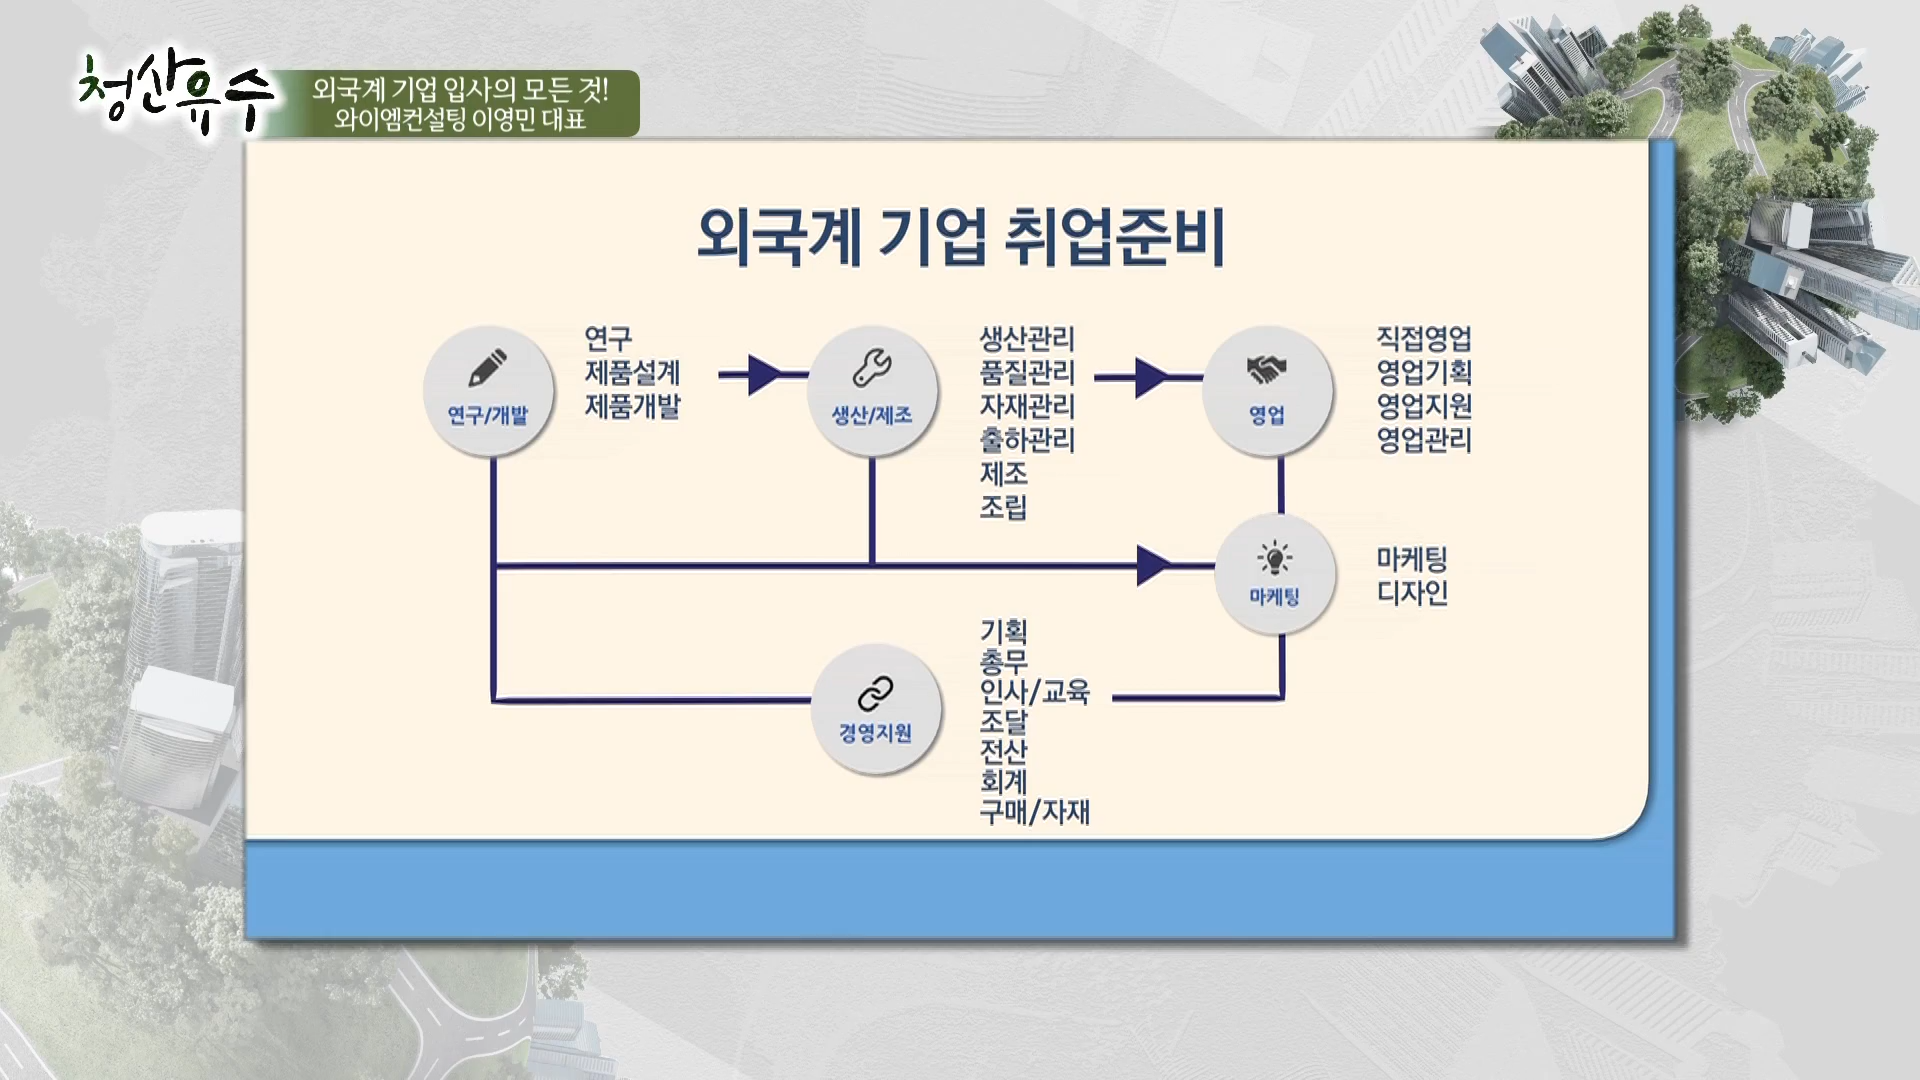 청산유수
외국계 기업 입사의 모든 것!
와이엠컨설팅 이영민 대표
외국계 기업 취업준비
연구/개발
연구
제품설계
제품개발
생산/제조
생산관리
품질관리
자재관리
출하관리
제조
조립
영업
직접영업
영업기획
영업지원
영업관리
마케팅
마케팅
디자인
경영지원
기획
총무
인사/교육
조달
전산
회계
구매/자재